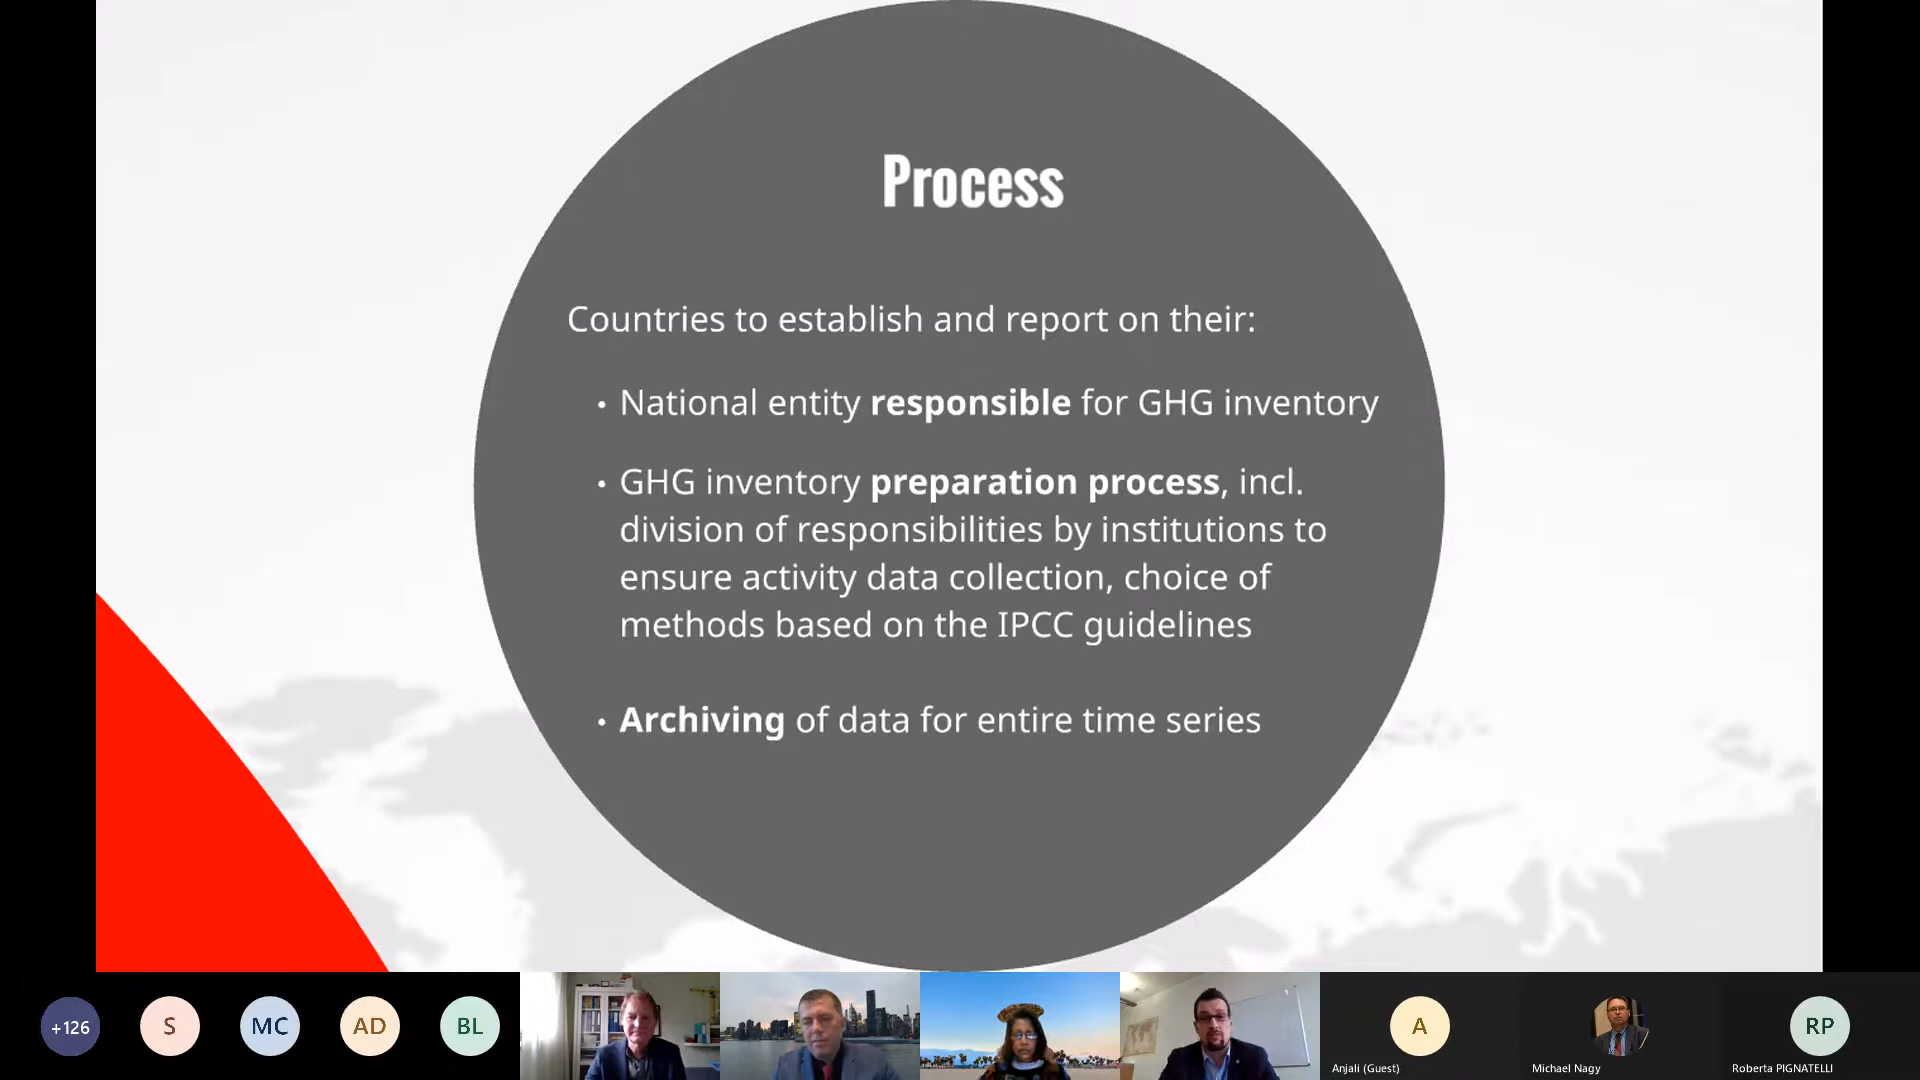 Process
Countries to establish and report on their:
• National entity responsible for GHG inventory
• GHG inventory preparation process, incl.
division of responsibilities by institutions to
ensure activity data collection, choice of
methods based on the IPCC guidelines
• Archiving of data for entire time series
+126
S
MC
AD
BL
A
RP
Anjali (Guest)
Michael Nagy
Roberta PIGNATELLI